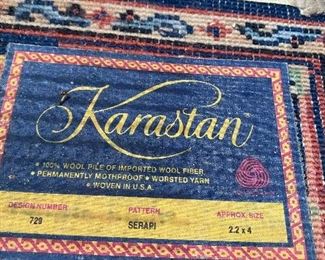 Karastan
• 100% WOOL PILE OF IMPORTED WOOL FIBER
• PERMANENTLY MOTHPROOF • WORSTED YARN
• WOVEN IN U.S.A.
DESIGN NUMBER PATTERN APPROX. SIZE
729 SERAPI 2.2 x 4